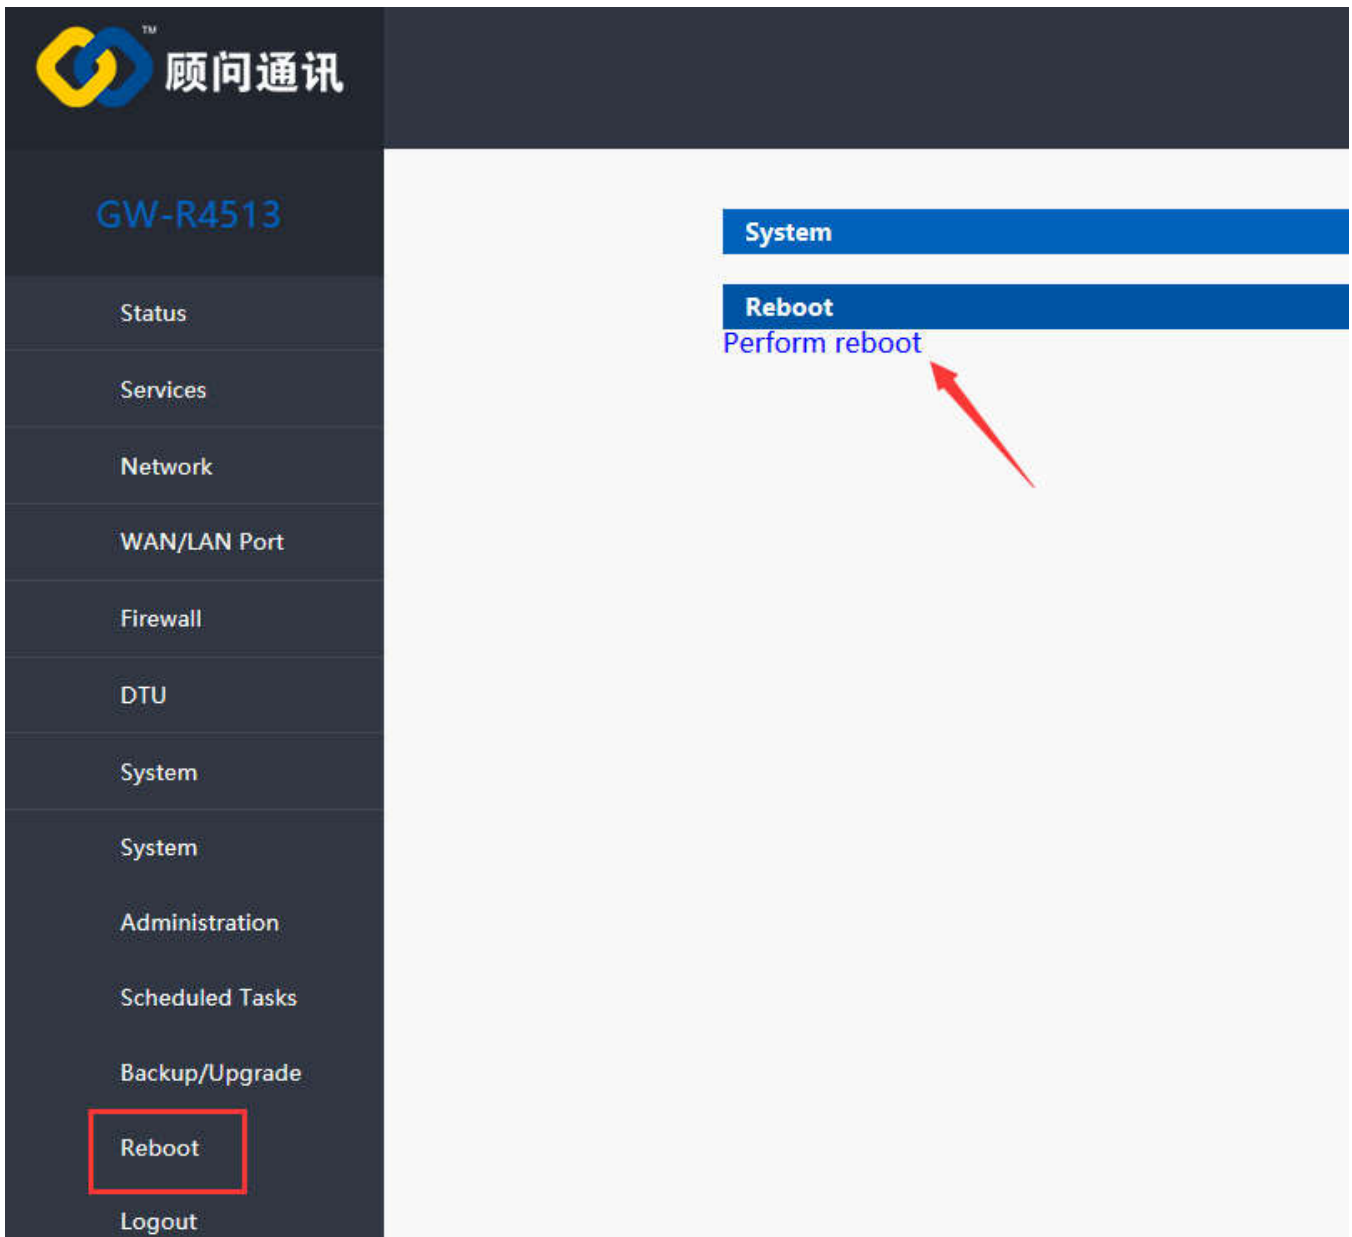 TM
顾问通讯
GW-R4513
Status
Services
Network
WAN/LAN Port
Firewall
DTU
System
System
Administration
Scheduled Tasks
Backup/Upgrade
Reboot
Logout
System
Reboot
Perform reboot